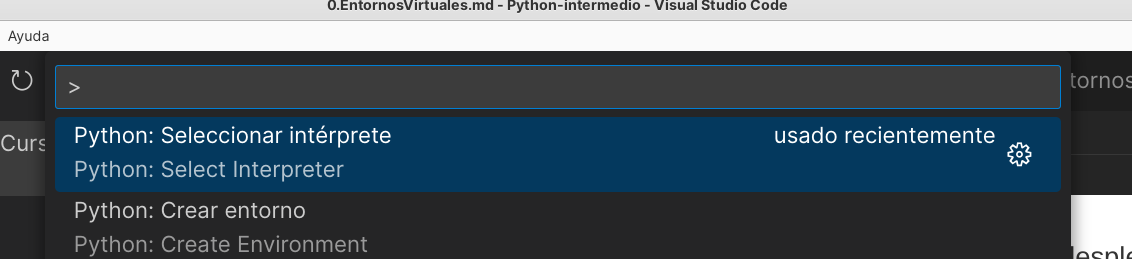 0.EntornosVirtuales.md - Python-intermedio - Visual Studio Code
Ayuda
>
tornos
Python: Seleccionar intérprete usado recientemente
Curs
Python: Select Interpreter
Python: Crear entorno
Python: Create Environment
lesple